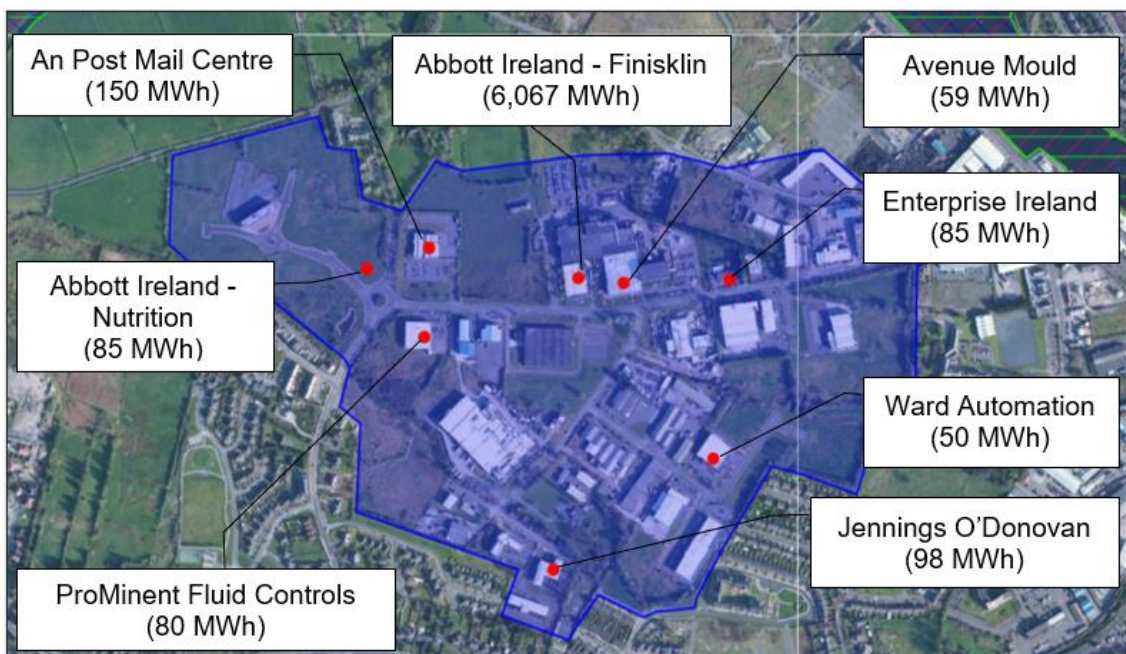 An Post Mail Centre
(150 MWh)
Abbott Ireland - Finisklin
(6,067 MWh)
Avenue Mould
(59 MWh)
Enterprise Ireland
(85 MWh)
Abbott Ireland -
Nutrition
(85 MWh)
Ward Automation
(50 MWh)
Jennings O’Donovan
(98 MWh)
ProMinent Fluid Controls
(80 MWh)